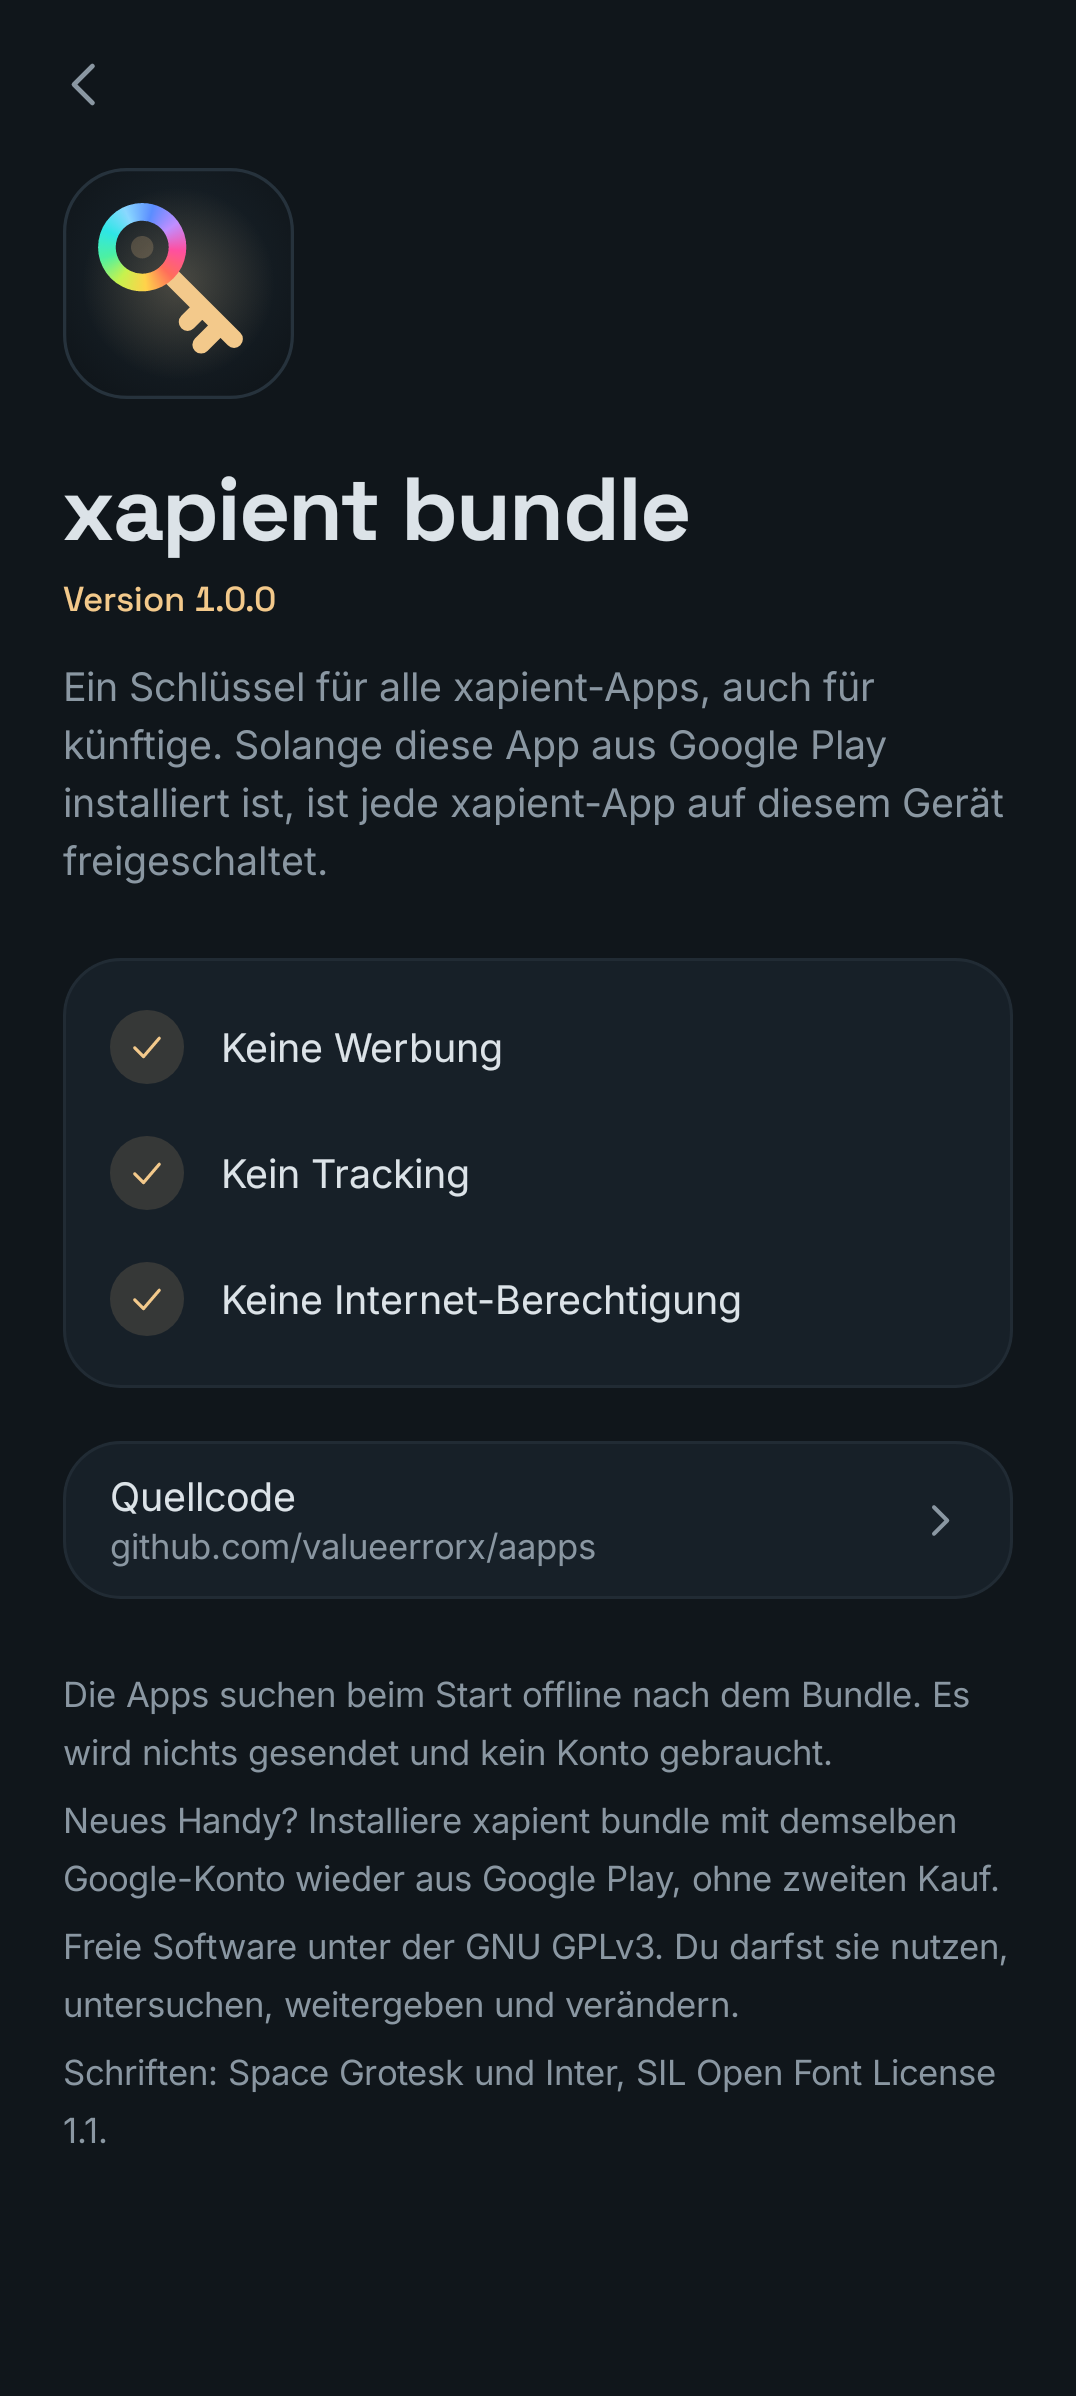 xapient bundle
Version 1.0.0
Ein Schlüssel für alle xapient-Apps, auch für
künftige. Solange diese App aus Google Play
installiert ist, ist jede xapient-App auf diesem Gerät
freigeschaltet.
Keine Werbung
Kein Tracking
Keine Internet-Berechtigung
Quellcode
github.com/valueerrorx/aapps
Die Apps suchen beim Start offline nach dem Bundle. Es
wird nichts gesendet und kein Konto gebraucht.
Neues Handy? Installiere xapient bundle mit demselben
Google-Konto wieder aus Google Play, ohne zweiten Kauf.
Freie Software unter der GNU GPLv3. Du darfst sie nutzen,
untersuchen, weitergeben und verändern.
Schriften: Space Grotesk und Inter, SIL Open Font License
1.1.